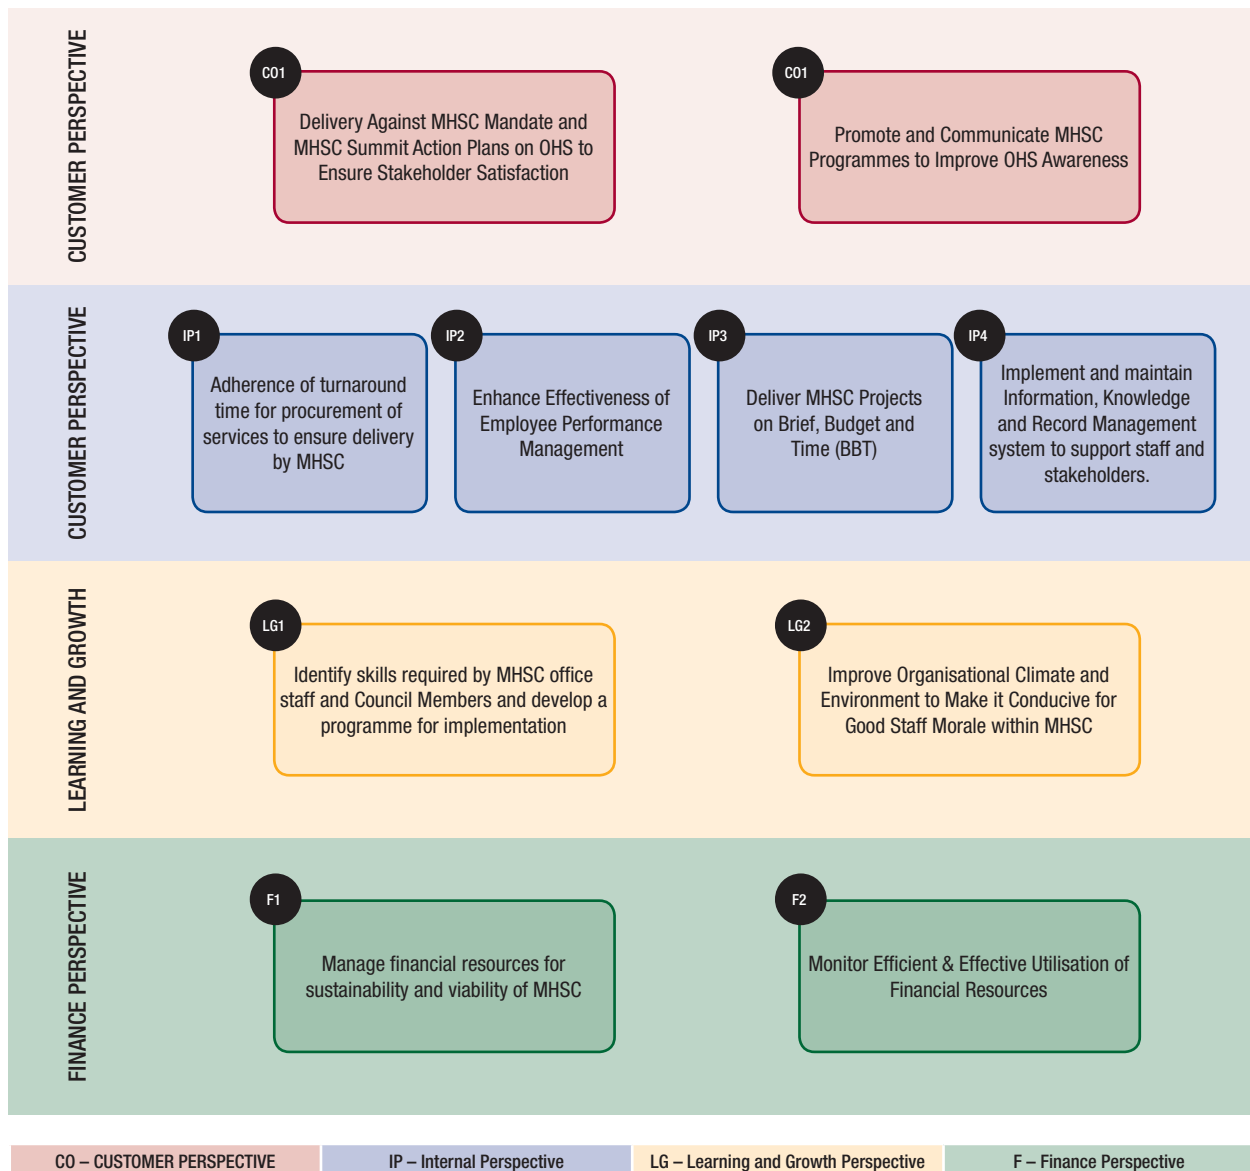 CUSTOMER PERSPECTIVE
CO1
Delivery Against MHSC Mandate and
MHSC Summit Action Plans on OHS to
Ensure Stakeholder Satisfaction
CO1
Promote and Communicate MHSC
Programmes to Improve OHS Awareness
CUSTOMER PERSPECTIVE
IP1
Adherence of turnaround
time for procurement of
services to ensure delivery
by MHSC
IP2
Enhance Effectiveness of
Employee Performance
Management
IP3
Deliver MHSC Projects
on Brief, Budget and
Time (BBT)
IP4
Implement and maintain
Information, Knowledge
and Record Management
system to support staff and
stakeholders.
LEARNING AND GROWTH
LG1
Identify skills required by MHSC office
staff and Council Members and develop a
programme for implementation
LG2
Improve Organisational Climate and
Environment to Make it Conducive for
Good Staff Morale within MHSC
FINANCE PERSPECTIVE
F1
Manage financial resources for
sustainability and viability of MHSC
F2
Monitor Efficient & Effective Utilisation of
Financial Resources
CO – CUSTOMER PERSPECTIVE
IP – Internal Perspective
LG – Learning and Growth Perspective
F – Finance Perspective